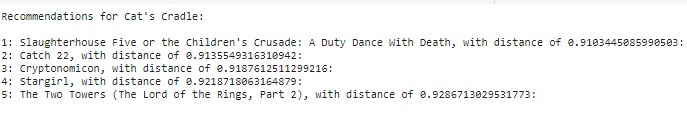 Recommendations for Cat's Cradle:
1: Slaughterhouse Five or the Children's Crusade: A Duty Dance With Death, with distance of 0.9103445085990503:
2: Catch 22, with distance of 0.9135549316310942:
3: Cryptonomicon, with distance of 0.9187612511299216:
4: Stargirl, with distance of 0.9218718063164879:
5: The Two Towers (The Lord of the Rings, Part 2), with distance of 0.9286713029531773: